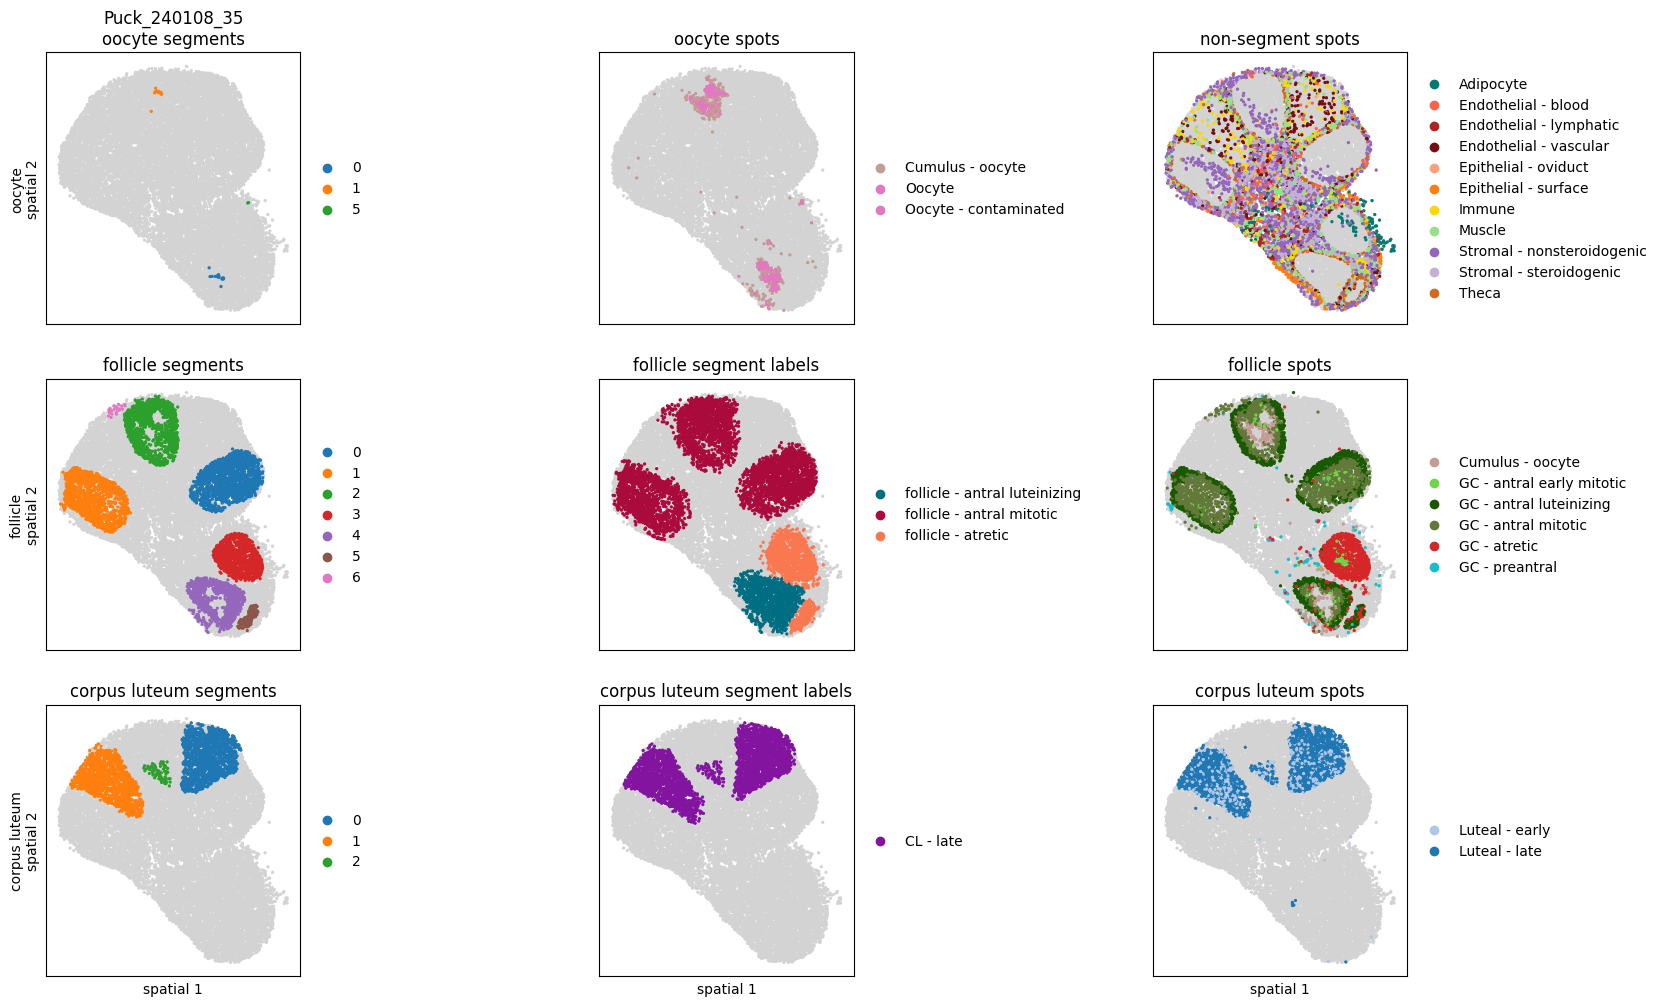 Puck_240108_35
oocyte segments
oocyte
spatial 2
0
1
5
oocyte spots
Cumulus - oocyte
Oocyte
Oocyte - contaminated
non-segment spots
Adipocyte
Endothelial - blood
Endothelial - lymphatic
Endothelial - vascular
Epithelial - oviduct
Epithelial - surface
Immune
Muscle
Stromal - nonsteroidogenic
Stromal - steroidogenic
Theca
follicle segments
follicle
spatial 2
0
1
2
3
4
5
6
follicle segment labels
follicle - antral luteinizing
follicle - antral mitotic
follicle - atretic
follicle spots
Cumulus - oocyte
GC - antral early mitotic
GC - antral luteinizing
GC - antral mitotic
GC - atretic
GC - preantral
corpus luteum segments
corpus luteum
spatial 2
0
1
2
spatial 1
corpus luteum segment labels
CL - late
spatial 1
corpus luteum spots
Luteal - early
Luteal - late
spatial 1